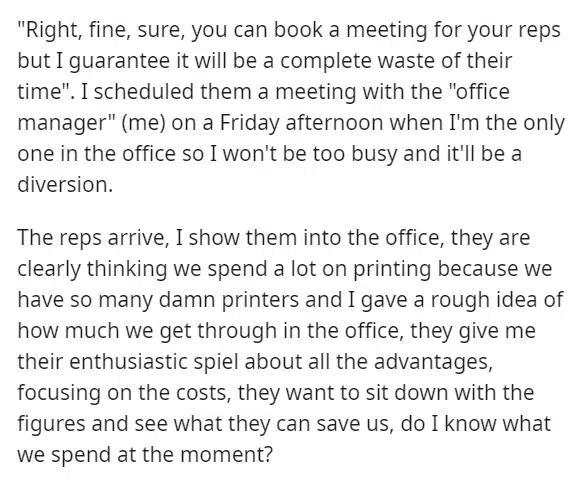 "Right, fine, sure, you can book a meeting for your reps
but I guarantee it will be a complete waste of their
time". I scheduled them a meeting with the "office
manager" (me) on a Friday afternoon when I'm the only
one in the office so I won't be too busy and it'll be a
diversion.
The reps arrive, I show them into the office, they are
clearly thinking we spend a lot on printing because we
have so many damn printers and I gave a rough idea of
how much we get through in the office, they give me
their enthusiastic spiel about all the advantages,
focusing on the costs, they want to sit down with the
figures and see what they can save us, do I know what
we spend at the moment?